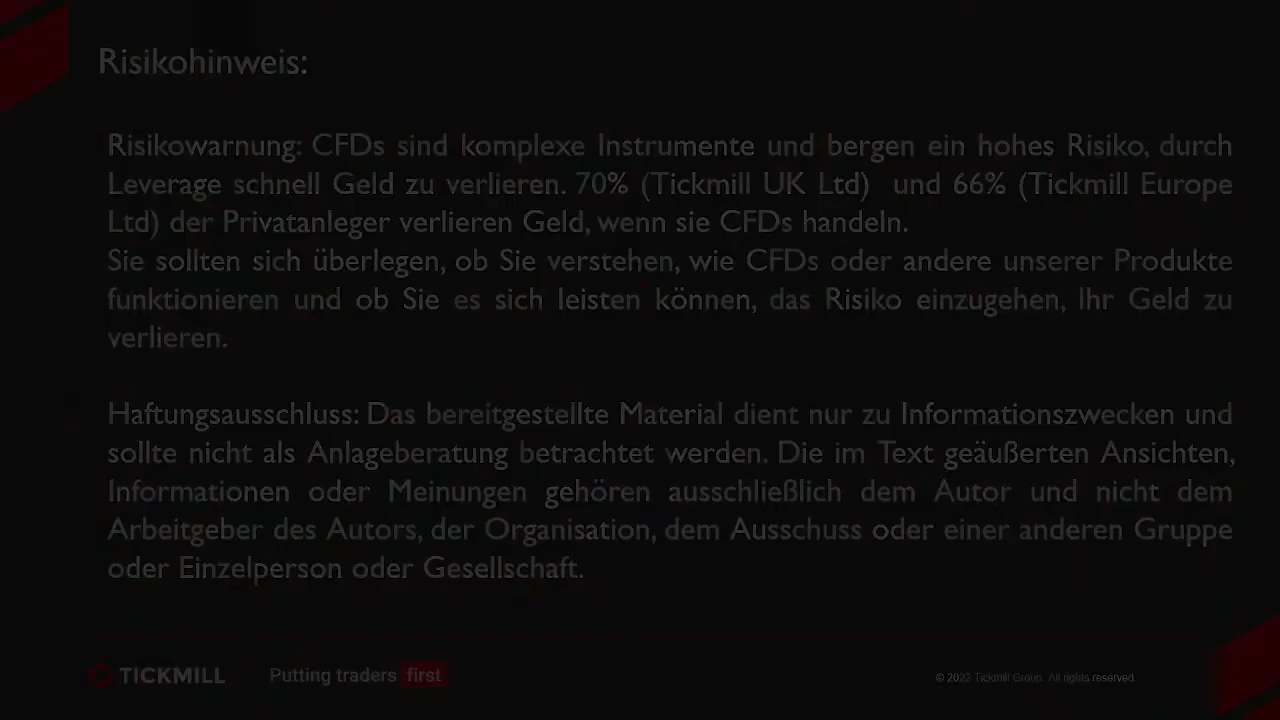 Risikohinweis:
Risikowarnung: CFDs sind komplexe Instrumente und bergen ein hohes Risiko, durch
Leverage schnell Geld zu verlieren. 70% (Tickmill UK Ltd) und 66% (Tickmill Europe
Ltd) der Privatanleger verlieren Geld, wenn sie CFDs handeln.
Sie sollten sich überlegen, ob Sie verstehen, wie CFDs oder andere unserer Produkte
funktionieren und ob Sie es sich leisten können, das Risiko einzugehen, Ihr Geld zu
verlieren.
Haftungsausschluss: Das bereitgestellte Material dient nur zu Informationszwecken und
sollte nicht als Anlageberatung betrachtet werden. Die im Text geäußerten Ansichten,
Informationen oder Meinungen gehören ausschließlich dem Autor und nicht dem
Arbeitgeber des Autors, der Organisation, dem Ausschuss oder einer anderen Gruppe
oder Einzelperson oder Gesellschaft.
TICKMILL Putting traders first © 2022 Tickmill Group. All rights reserved.